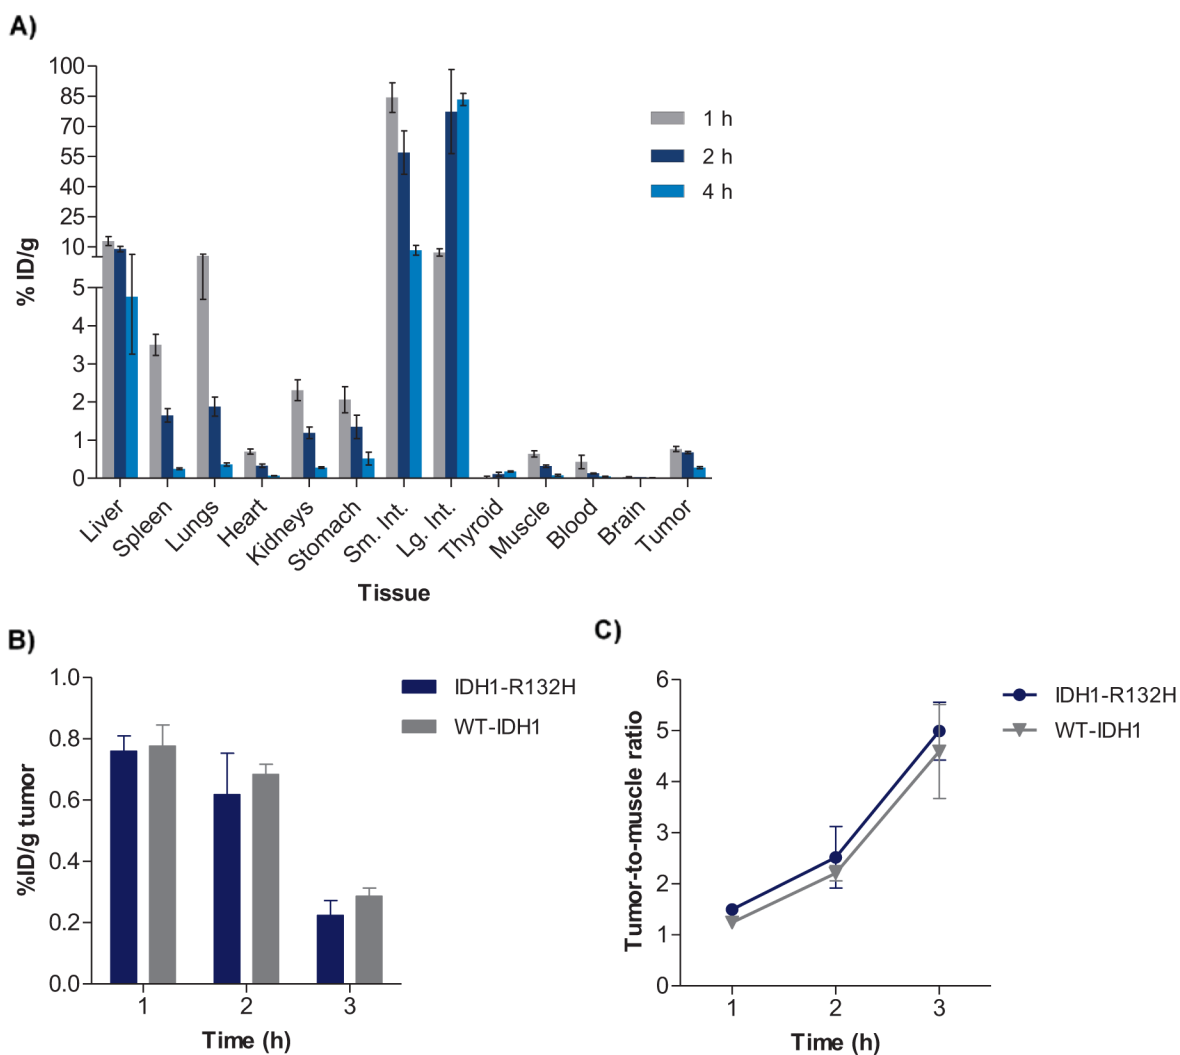 A)
% ID/g
100
85
70
55
40
25
10
5
4
3
2
1
0
1 h
2 h
4 h
Liver
Spleen
Lungs
Heart
Kidneys
Stomach
Sm. Int.
Lg. Int.
Thyroid
Muscle
Blood
Brain
Tumor
Tissue
B)
%ID/g tumor
1.0
0.8
0.6
0.4
0.2
0.0
1
2
3
Time (h)
IDH1-R132H
WT-IDH1
C)
Tumor-to-muscle ratio
6
5
4
3
2
1
0
1
2
3
Time (h)
IDH1-R132H
WT-IDH1